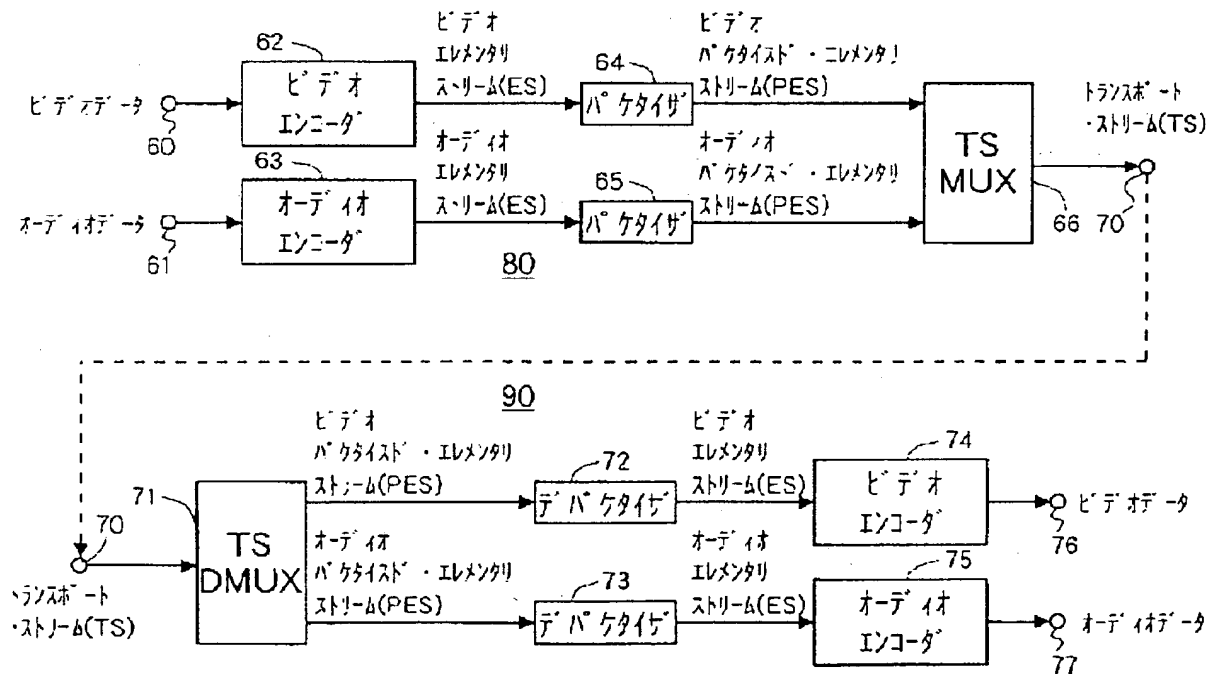 ビデオデータ
60
62
ビデオ
エンコーダ
ビデオ
エレメンタリ
ストリーム(ES)
64
パケタイザ
ビデオ
パケタイズド・エレメンタリ
ストリーム(PES)
オーディオデータ
61
63
オーディオ
エンコーダ
オーディオ
エレメンタリ
ストリーム(ES)
65
パケタイザ
オーディオ
パケタイズド・エレメンタリ
ストリーム(PES)
TS
MUX
66
トランスポート
・ストリーム(TS)
70
80
90
70
トランスポート
・ストリーム(TS)
71
TS
DMUX
ビデオ
パケタイズド・エレメンタリ
ストリーム(PES)
72
デパケタイザ
ビデオ
エレメンタリ
ストリーム(ES)
74
ビデオ
エンコーダ
ビデオデータ
76
オーディオ
パケタイズド・エレメンタリ
ストリーム(PES)
73
デパケタイザ
オーディオ
エレメンタリ
ストリーム(ES)
75
オーディオ
エンコーダ
オーディオデータ
77